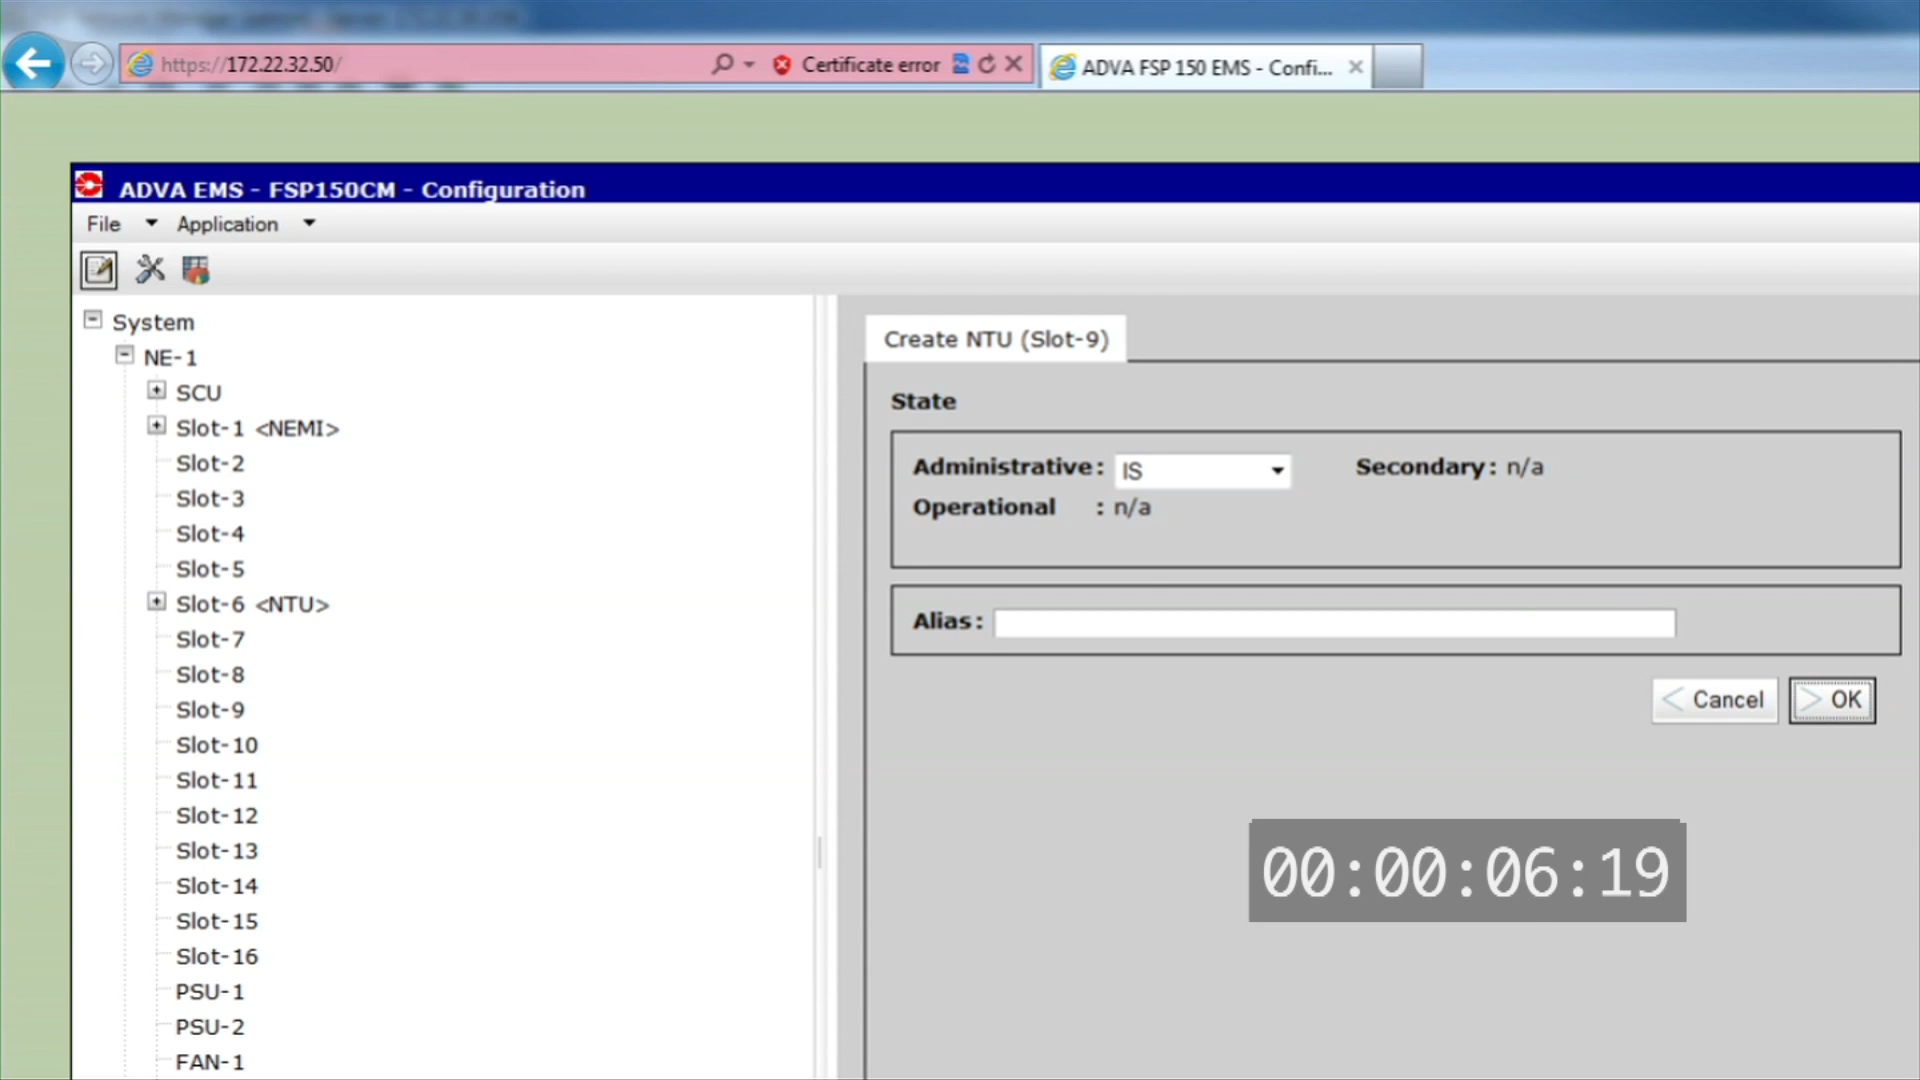 https://172.22.32.50/
Certificate error
ADVA FSP 150 EMS - Confi...
ADVA EMS - FSP150CM - Configuration
File
Application
System
NE-1
SCU
Slot-1 <NEMI>
Slot-2
Slot-3
Slot-4
Slot-5
Slot-6 <NTU>
Slot-7
Slot-8
Slot-9
Slot-10
Slot-11
Slot-12
Slot-13
Slot-14
Slot-15
Slot-16
PSU-1
PSU-2
FAN-1
Create NTU (Slot-9)
State
Administrative: IS
Secondary: n/a
Operational : n/a
Alias:
< Cancel
> OK
00:00:06:19